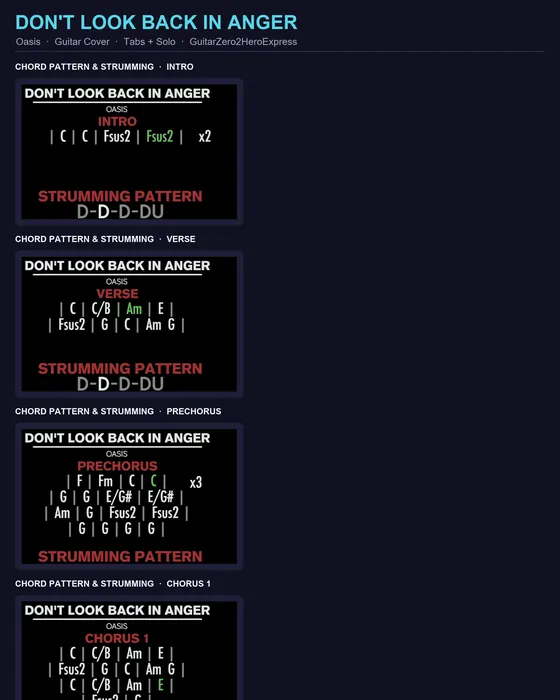 DON'T LOOK BACK IN ANGER
Oasis · Guitar Cover · Tabs + Solo · GuitarZero2HeroExpress
CHORD PATTERN & STRUMMING · INTRO
DON'T LOOK BACK IN ANGER
OASIS
INTRO
| C | C | Fsus2 | Fsus2 | x2
STRUMMING PATTERN
D-D-D-DU
CHORD PATTERN & STRUMMING · VERSE
DON'T LOOK BACK IN ANGER
OASIS
VERSE
| C | C/B | Am | E |
| Fsus2 | G | C | Am G |
STRUMMING PATTERN
D-D-D-DU
CHORD PATTERN & STRUMMING · PRECHORUS
DON'T LOOK BACK IN ANGER
OASIS
PRECHORUS
| F | Fm | C | C | x3
| G | G | E/G# | E/G# |
| Am | G | Fsus2 | Fsus2 |
| G | G | G | G |
STRUMMING PATTERN
CHORD PATTERN & STRUMMING · CHORUS 1
DON'T LOOK BACK IN ANGER
OASIS
CHORUS 1
| C | C/B | Am | E |
| Fsus2 | G | C | Am G |
| C | C/B | Am | E |
| Fsus2 | G |